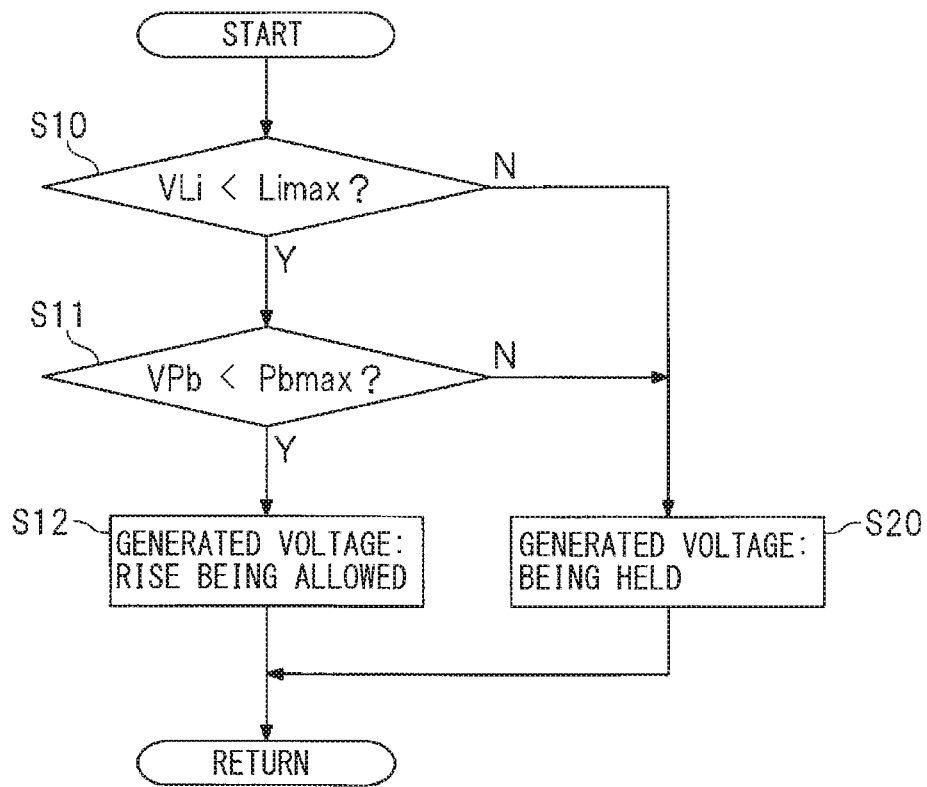 START
S10
VLi < Limax?
N
Y
S11
VPb < Pbmax?
N
Y
S12
GENERATED VOLTAGE:
RISE BEING ALLOWED
S20
GENERATED VOLTAGE:
BEING HELD
RETURN